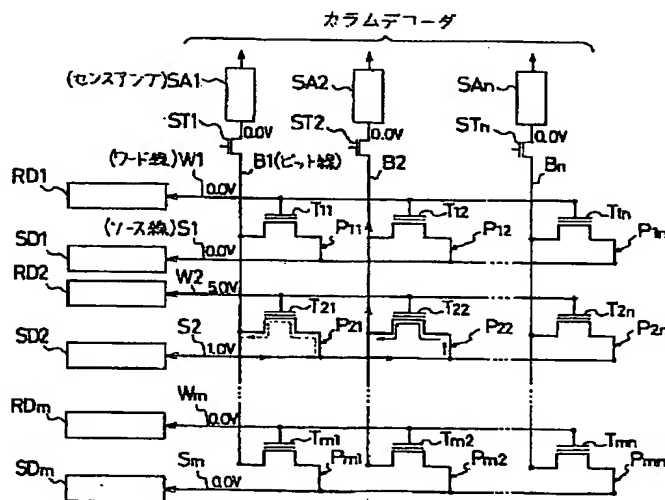 カラムデコーダ
(センスアンプ)SA1 SA2 SAn
ST1 0.0V ST2 0.0V STn 0.0V
(ワード線)W1 B1(ビット線) B2 Bn
RD1 0.0V
T11 T12 T1n
(ソース線)S1 P11 P12 P1n
SD1 0.0V
RD2 W2 5.0V
T21 T22 T2n
SD2 S2 1.0V P21 P22 P2n
RDm Wm 0.0V
Tm1 Tm2 Tmn
SDm Sm 0.0V Pm1 Pm2 Pmn